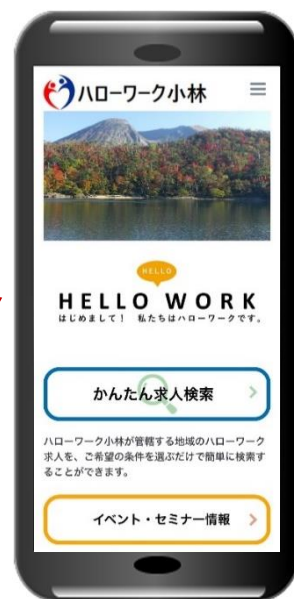 ハローワーク小林
HELLO
HELLO WORK
はじめまして！ 私たちはハローワークです。
かんたん求人検索
ハローワーク小林が管轄する地域のハローワーク
求人を、ご希望の条件を選ぶだけで簡単に検索す
ることができます。
イベント・セミナー情報